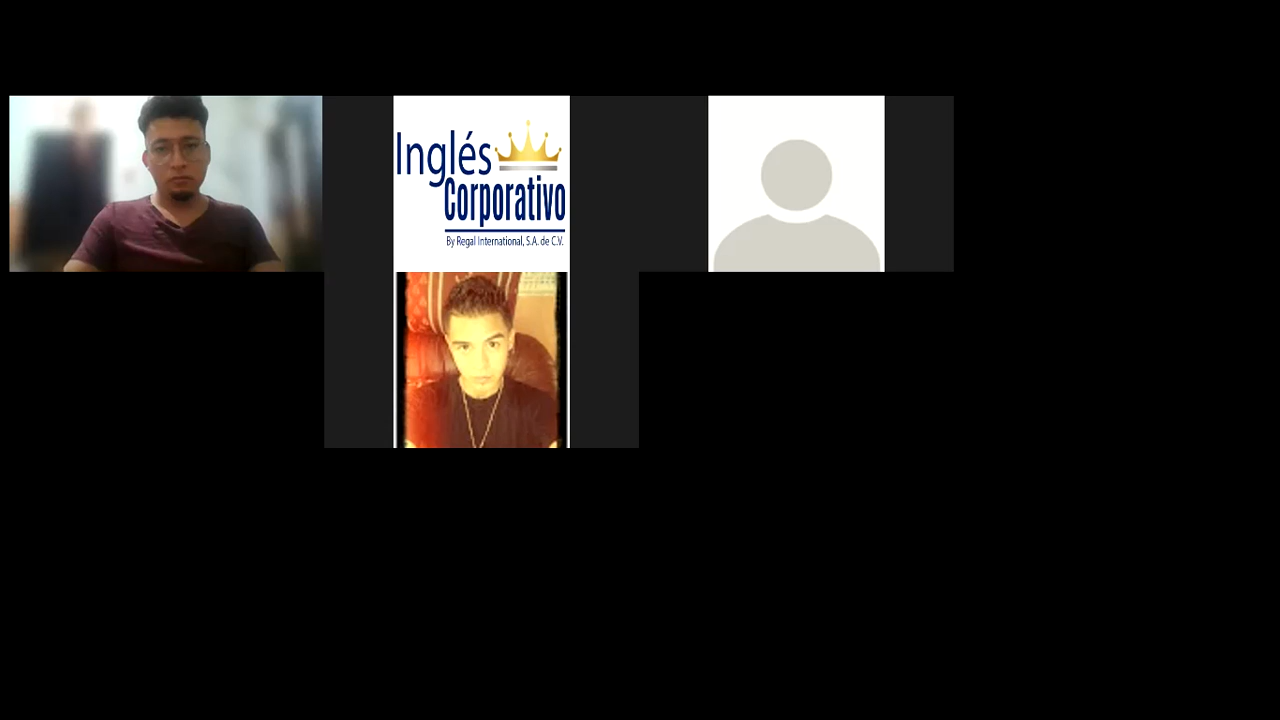 Inglés
Corporativo
By Regal International, S.A. de C.V.